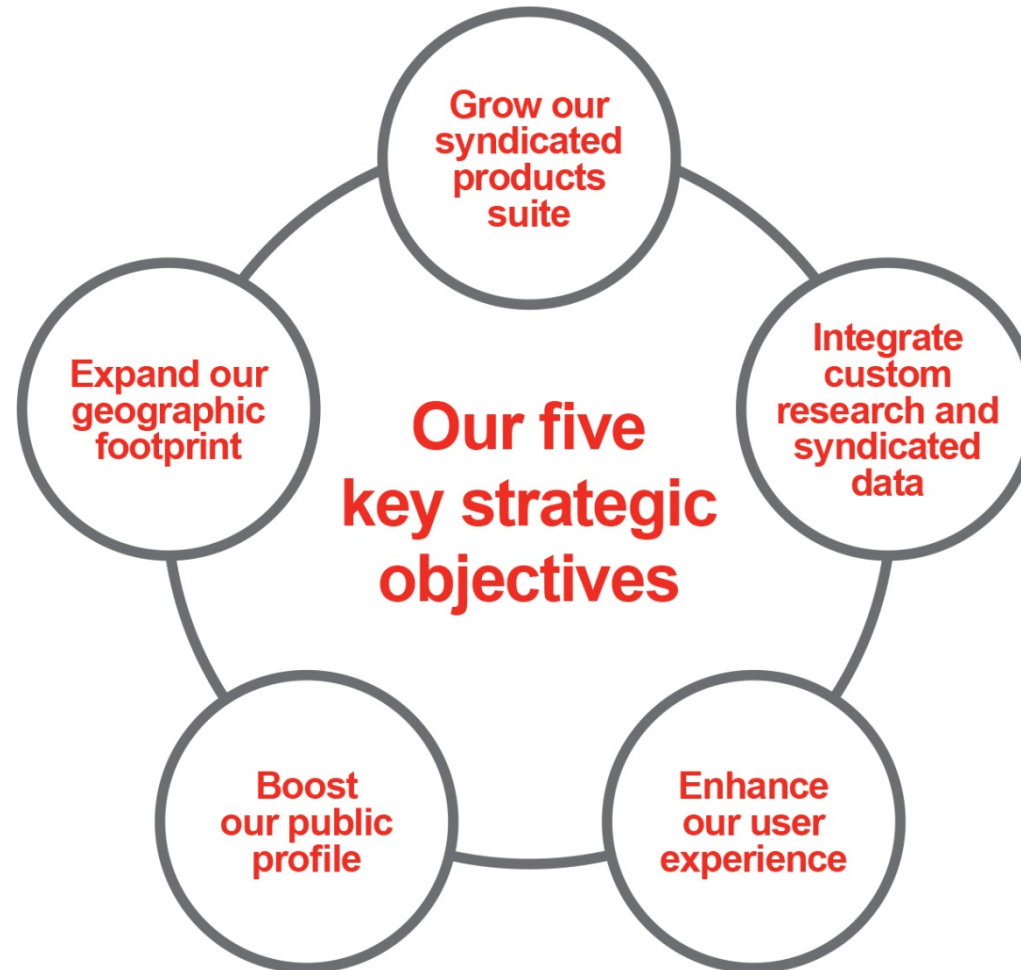 Grow our
syndicated
products
suite
Integrate
custom
research and
syndicated
data
Enhance
our user
experience
Boost
our public
profile
Expand our
geographic
footprint
Our five
key strategic
objectives